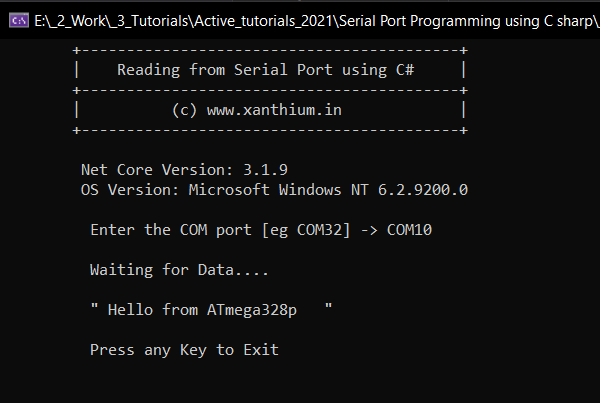 E:\_2_Work\_3_Tutorials\Active_tutorials_2021\Serial Port Programming using C sharp\
+------------------------------------------+
|    Reading from Serial Port using C#     |
+------------------------------------------+
|          (c) www.xanthium.in             |
+------------------------------------------+
Net Core Version: 3.1.9
OS Version: Microsoft Windows NT 6.2.9200.0
Enter the COM port [eg COM32] -> COM10
Waiting for Data....
" Hello from ATmega328p   "
Press any Key to Exit